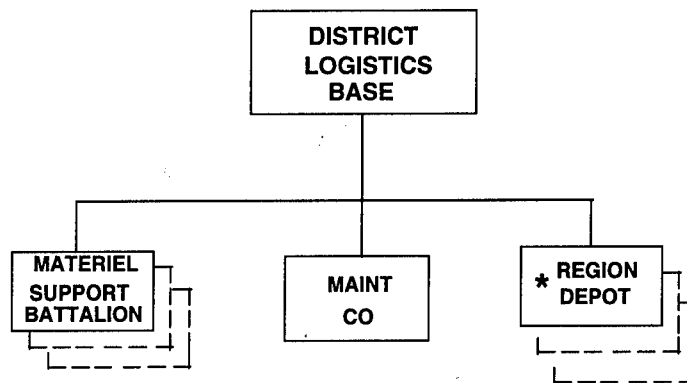 DISTRICT
LOGISTICS
BASE
MATERIEL
SUPPORT
BATTALION
MAINT
CO
* REGION
DEPOT